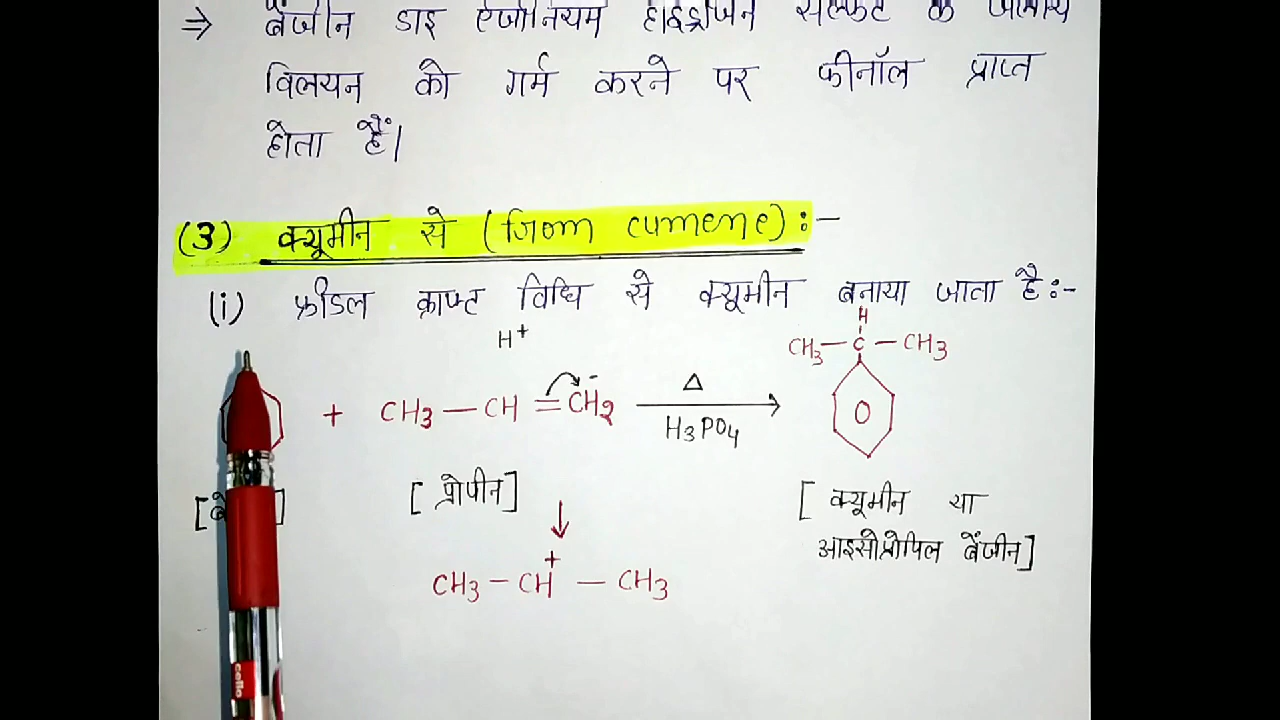 ⇒ बेंजीन डाइ एजोनियम हाइड्रोजन सल्फेट के जलीय
विलयन को गर्म करने पर फीनॉल प्राप्त
होता हैं।
(3) क्यूमीन से (from cumene) :-
(i) फ्रीडल क्राफ्ट विधि से क्यूमीन बनाया जाता है :-
H+
H
CH3 — C — CH3
+ CH3 — CH = CH2 Δ
H3PO4
[प्रोपीन]
[क्यूमीन या
आइसोप्रोपिल बेंजीन]
↓
CH3 — CH+ — CH3
cello